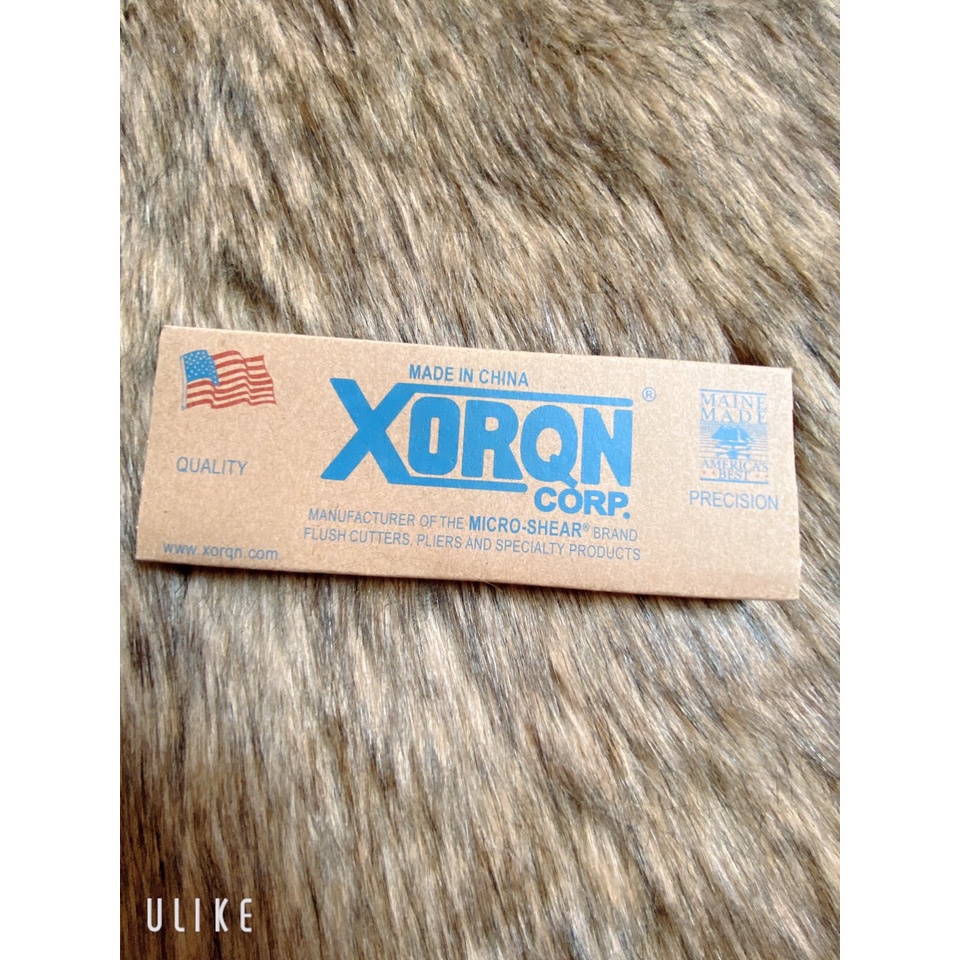 MADE IN CHINA
XORQN ®
CORP.
QUALITY
MANUFACTURER OF THE MICRO-SHEAR® BRAND
FLUSH CUTTERS, PLIERS AND SPECIALTY PRODUCTS
www.xorqn.com
MAINE
MADE
AMERICA'S
BEST
PRECISION
ULIKE